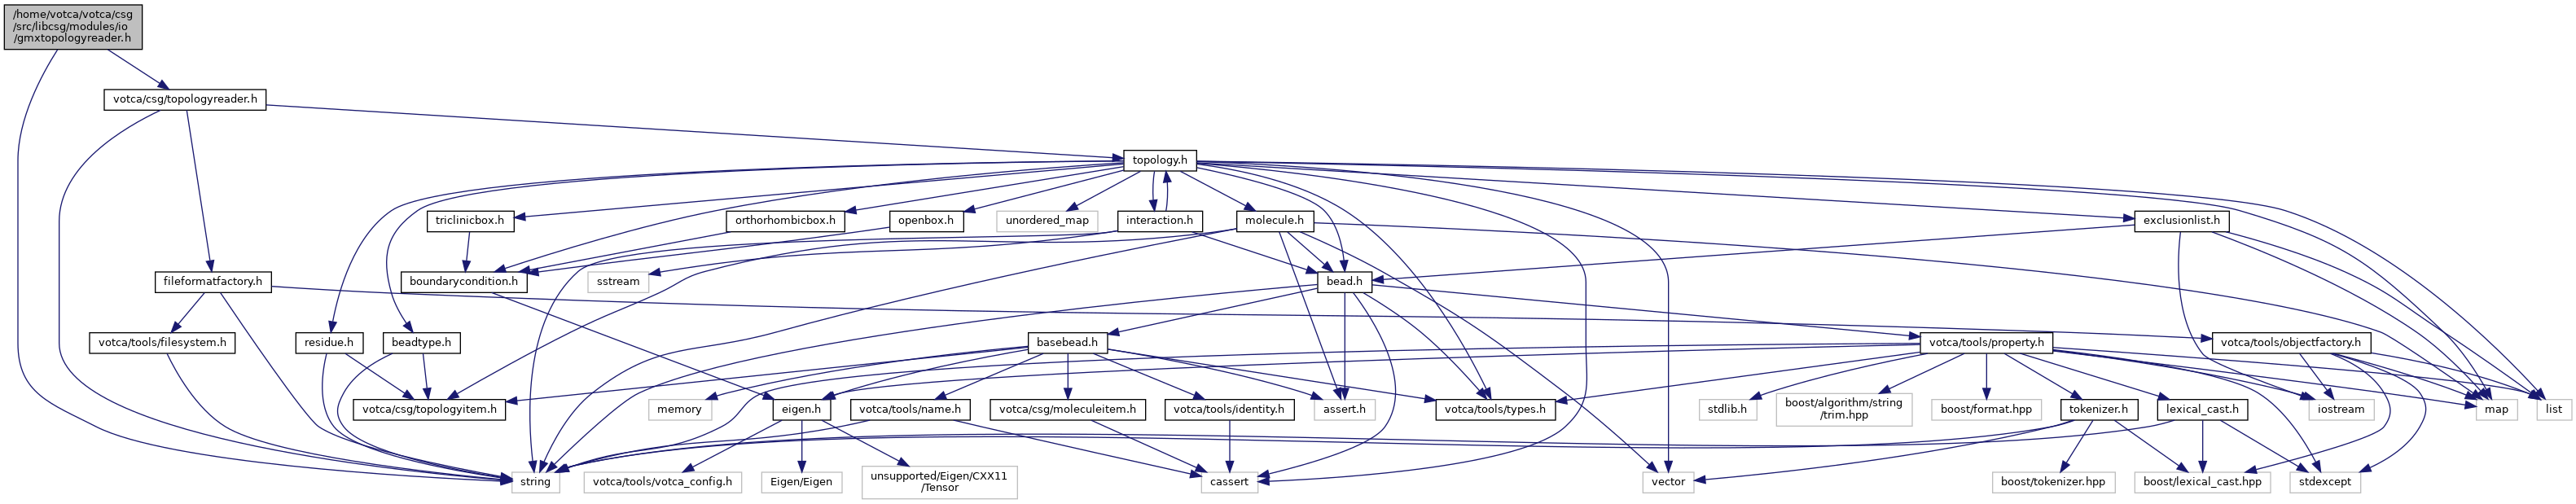 /home/votca/votca/csg
/src/libcsg/modules/io
/gmxtopologyreader.h
votca/csg/topologyreader.h
topology.h
triclinicbox.h
orthorhombicbox.h
openbox.h
unordered_map
interaction.h
molecule.h
exclusionlist.h
fileformatfactory.h
boundarycondition.h
sstream
bead.h
votca/tools/filesystem.h
residue.h
beadtype.h
basebead.h
votca/tools/property.h
votca/tools/objectfactory.h
votca/csg/topologyitem.h
memory
eigen.h
votca/tools/name.h
votca/csg/moleculeitem.h
votca/tools/identity.h
assert.h
votca/tools/types.h
stdlib.h
boost/algorithm/string
/trim.hpp
boost/format.hpp
tokenizer.h
lexical_cast.h
iostream
map
list
string
votca/tools/votca_config.h
Eigen/Eigen
unsupported/Eigen/CXX11
/Tensor
cassert
vector
boost/tokenizer.hpp
boost/lexical_cast.hpp
stdexcept